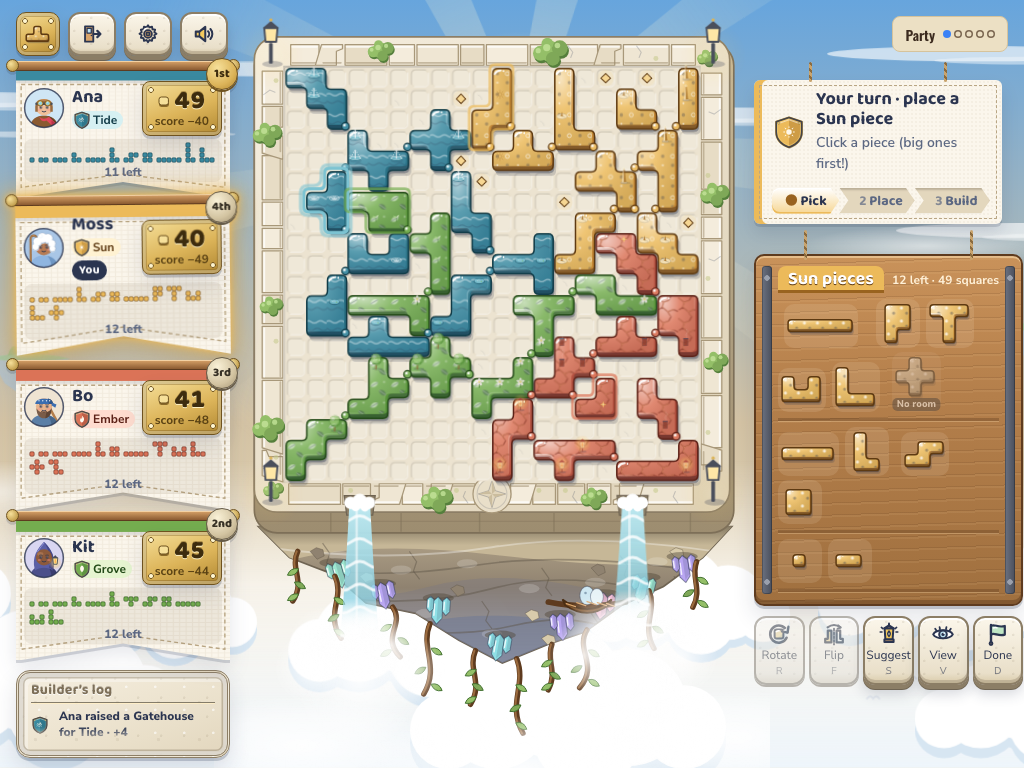 Party
1st
Ana
Tide
49
score −40
11 left
4th
Moss
Sun
You
40
score −49
12 left
3rd
Bo
Ember
41
score −48
12 left
2nd
Kit
Grove
45
score −44
12 left
Builder's log
Ana raised a Gatehouse
for Tide · +4
Your turn · place a
Sun piece
Click a piece (big ones
first!)
Pick
2 Place
3 Build
Sun pieces
12 left · 49 squares
No room
Rotate
R
Flip
F
Suggest
S
View
V
Done
D